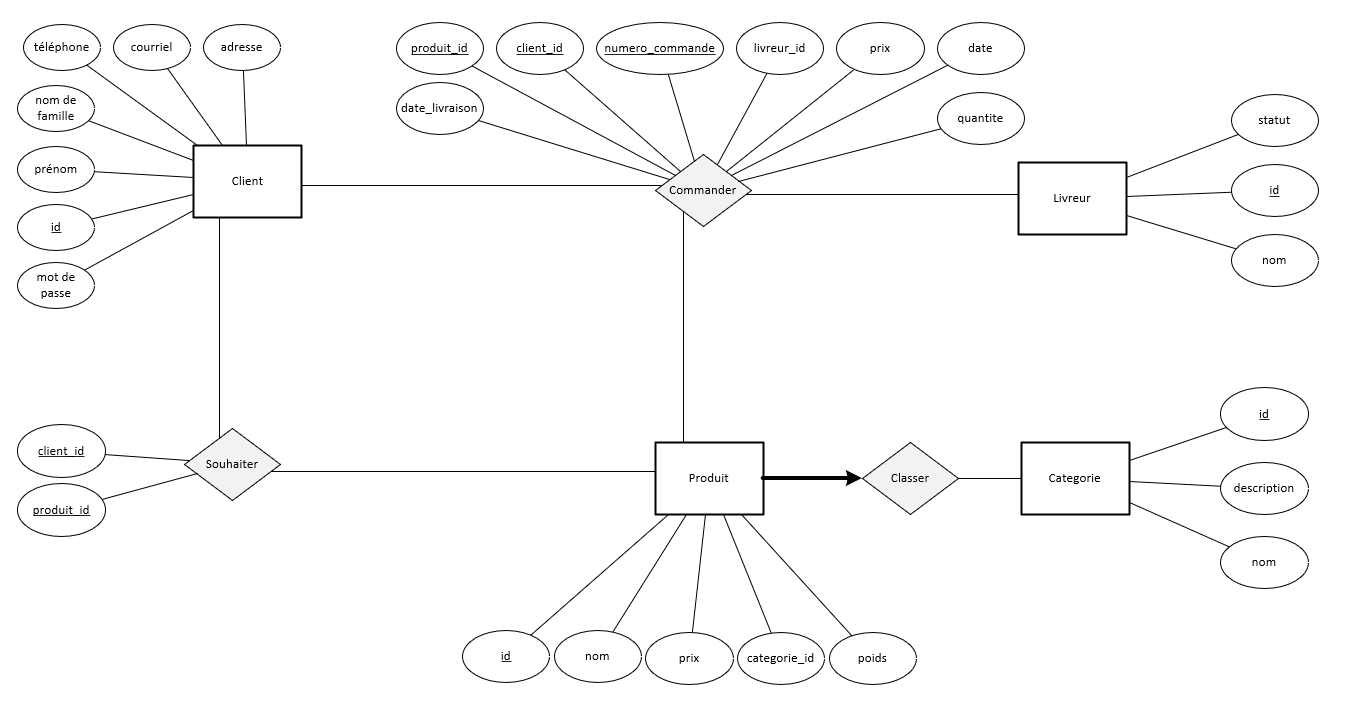 téléphone
courriel
adresse
produit_id
client_id
numero_commande
livreur_id
prix
date
nom de
famille
date_livraison
quantite
statut
prénom
Client
Commander
Livreur
id
id
mot de
passe
nom
client_id
Souhaiter
produit_id
Produit
Classer
Categorie
id
description
nom
id
nom
prix
categorie_id
poids